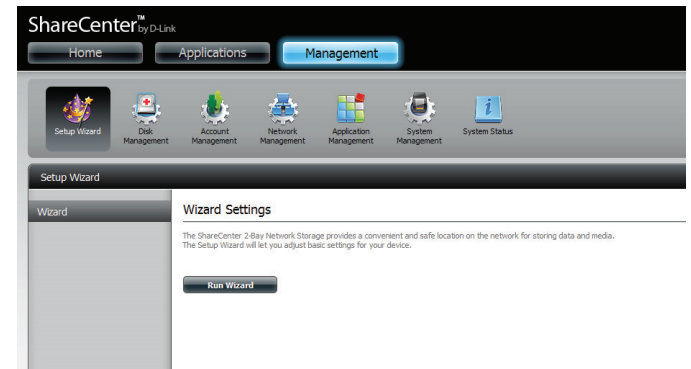 ShareCenter™ by D-Link
Home Applications Management
Setup Wizard
Disk Management
Account Management
Network Management
Application Management
System Management
System Status
Setup Wizard
Wizard
Wizard Settings
The ShareCenter 2-Bay Network Storage provides a convenient and safe location on the network for storing data and media.
The Setup Wizard will let you adjust basic settings for your device.
Run Wizard